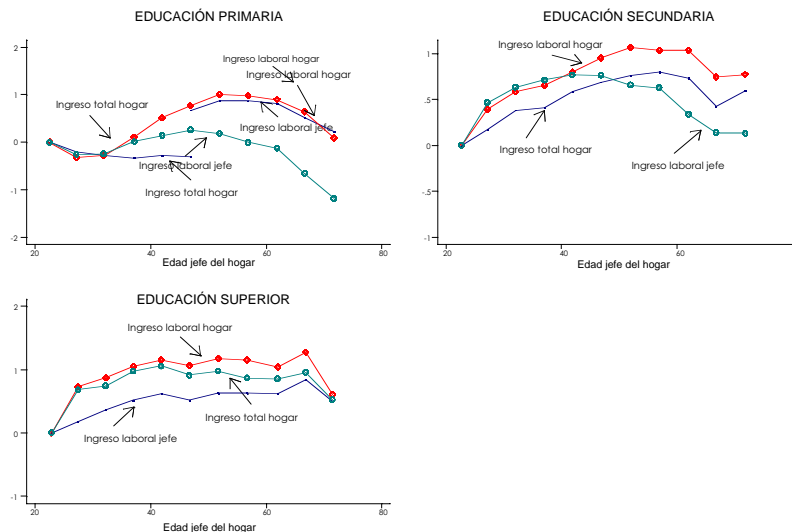 EDUCACIÓN PRIMARIA
2
1
0
-1
-2
Ingreso laboral hogar
Ingreso laboral hogar
Ingreso total hogar
Ingreso laboral jefe
Ingreso laboral jefe
Ingreso total hogar
20
40
60
80
Edad jefe del hogar
EDUCACIÓN SECUNDARIA
1
.5
0
-.5
-1
Ingreso laboral hogar
Ingreso total hogar
Ingreso laboral jefe
20
40
60
Edad jefe del hogar
EDUCACIÓN SUPERIOR
2
1
0
-1
Ingreso laboral hogar
Ingreso total hogar
Ingreso laboral jefe
20
40
60
80
Edad jefe del hogar